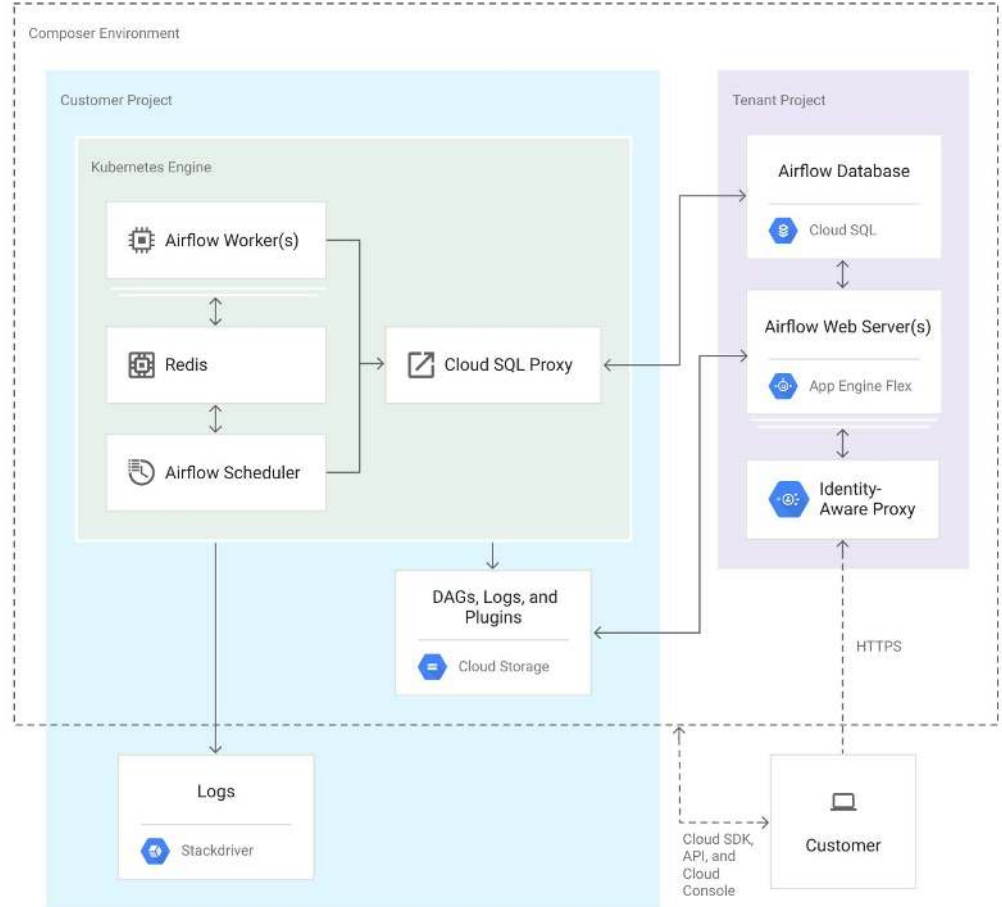 Composer Environment
Customer Project
Tenant Project
Kubernetes Engine
Airflow Database
Cloud SQL
Airflow Worker(s)
Airflow Web Server(s)
Redis
Cloud SQL Proxy
App Engine Flex
Airflow Scheduler
Identity-
Aware Proxy
DAGs, Logs, and
Plugins
Cloud Storage
HTTPS
Logs
Stackdriver
Cloud SDK,
API, and
Cloud
Console
Customer